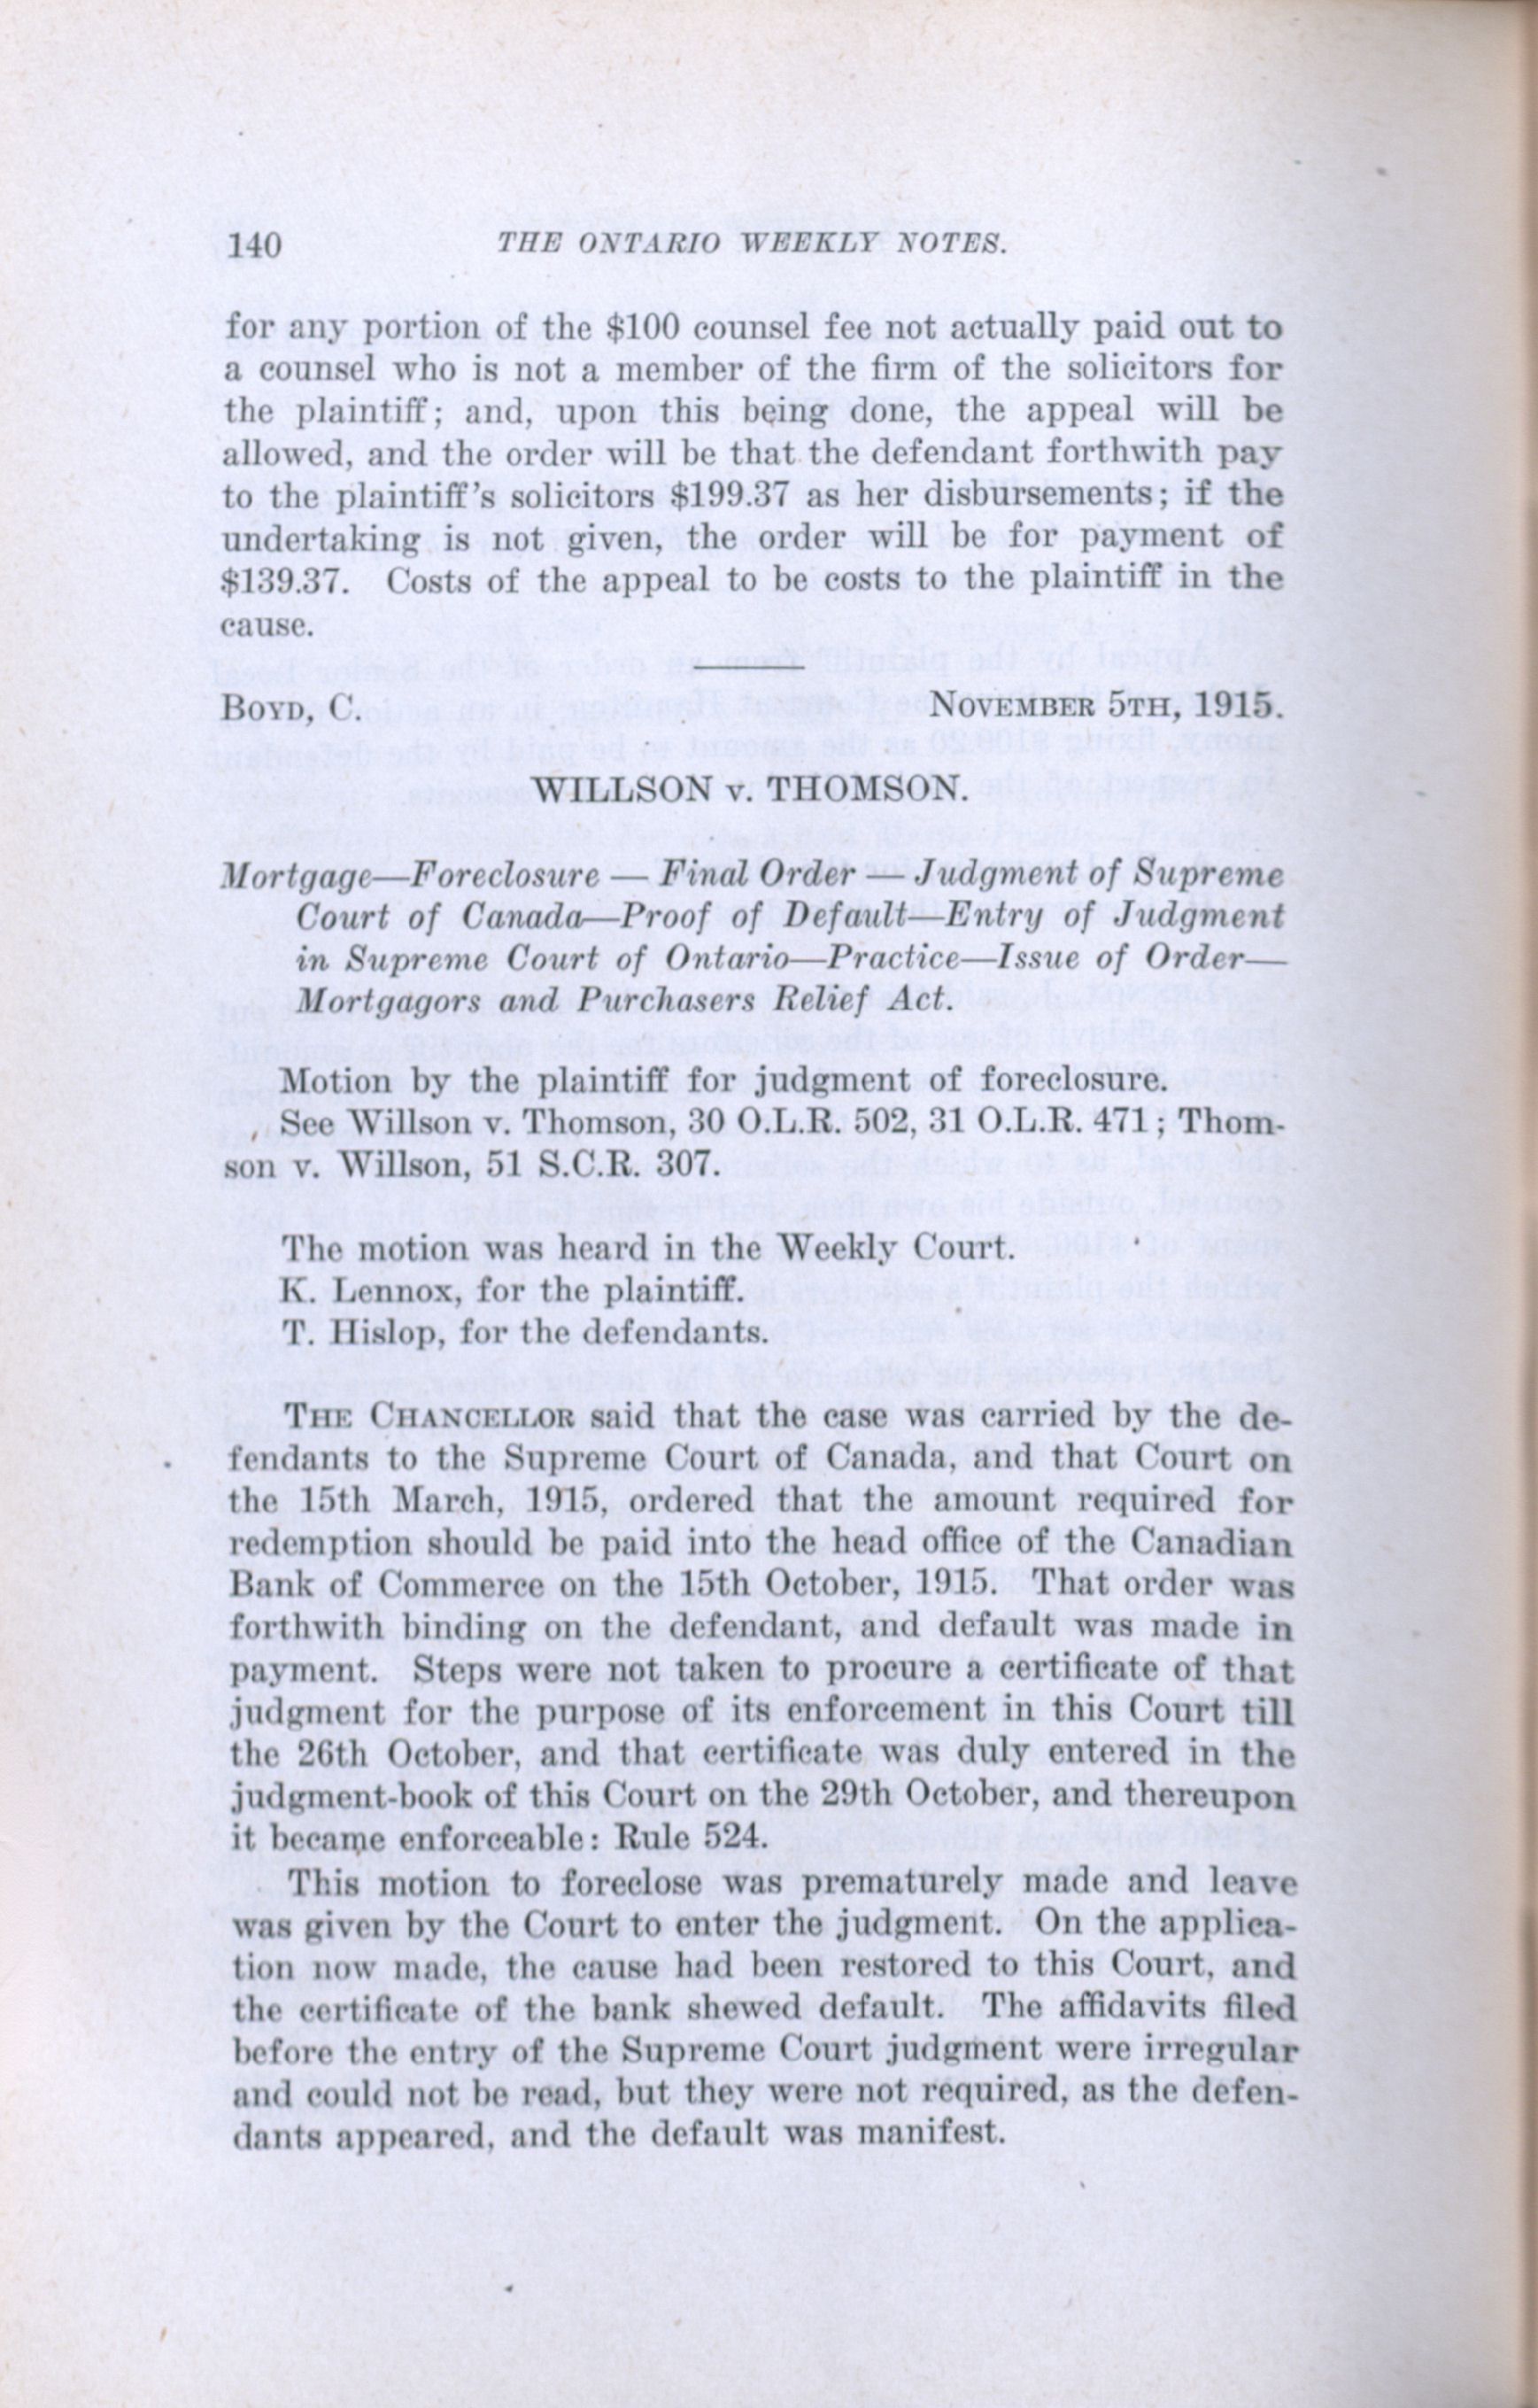 140 THE ONTARIO WEEKLY NOTES.
for any portion of the $100 counsel fee not actually paid out to
a counsel who is not a member of the firm of the solicitors for
the plaintiff; and, upon this being done, the appeal will be
allowed, and the order will be that the defendant forthwith pay
to the plaintiff's solicitors $199.37 as her disbursements; if the
undertaking is not given, the order will be for payment of
$139.37. Costs of the appeal to be costs to the plaintiff in the
cause.
BOYD, C. NOVEMBER 5TH, 1915.
WILLSON v. THOMSON.
Mortgage—Foreclosure — Final Order — Judgment of Supreme
Court of Canada—Proof of Default—Entry of Judgment
in Supreme Court of Ontario—Practice—Issue of Order—
Mortgagors and Purchasers Relief Act.
Motion by the plaintiff for judgment of foreclosure.
See Willson v. Thomson, 30 O.L.R. 502, 31 O.L.R. 471; Thom-
son v. Willson, 51 S.C.R. 307.
The motion was heard in the Weekly Court.
K. Lennox, for the plaintiff.
T. Hislop, for the defendants.
THE CHANCELLOR said that the case was carried by the de-
fendants to the Supreme Court of Canada, and that Court on
the 15th March, 1915, ordered that the amount required for
redemption should be paid into the head office of the Canadian
Bank of Commerce on the 15th October, 1915. That order was
forthwith binding on the defendant, and default was made in
payment. Steps were not taken to procure a certificate of that
judgment for the purpose of its enforcement in this Court till
the 26th October, and that certificate was duly entered in the
judgment-book of this Court on the 29th October, and thereupon
it became enforceable: Rule 524.
This motion to foreclose was prematurely made and leave
was given by the Court to enter the judgment. On the applica-
tion now made, the cause had been restored to this Court, and
the certificate of the bank shewed default. The affidavits filed
before the entry of the Supreme Court judgment were irregular
and could not be read, but they were not required, as the defen-
dants appeared, and the default was manifest.